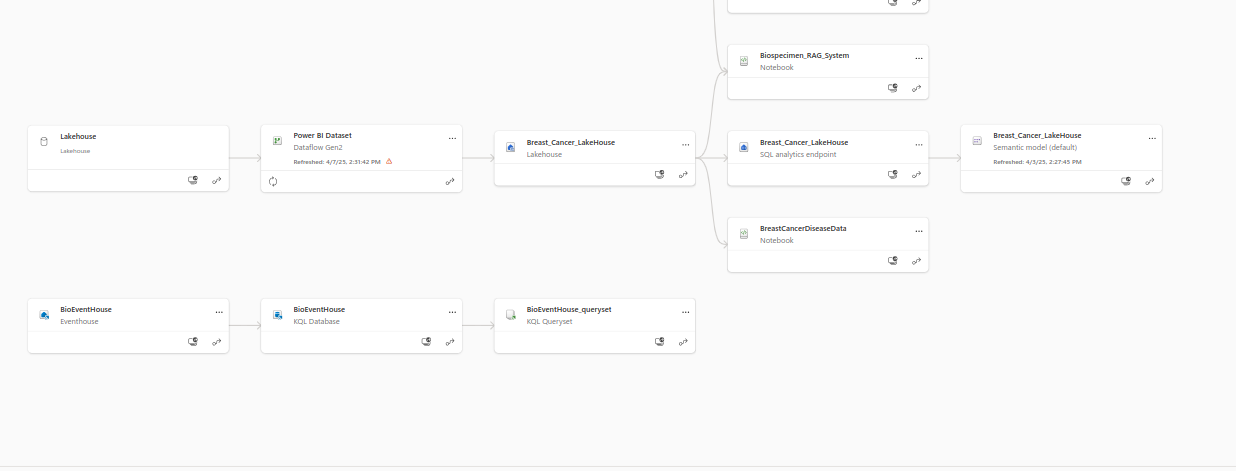 Biospecimen_RAG_System
Notebook
Lakehouse
Lakehouse
Power BI Dataset
Dataflow Gen2
Refreshed: 4/7/25, 2:31:42 PM
Breast_Cancer_LakeHouse
Lakehouse
Breast_Cancer_LakeHouse
SQL analytics endpoint
Breast_Cancer_LakeHouse
Semantic model (default)
Refreshed: 4/3/25, 2:27:45 PM
BreastCancerDiseaseData
Notebook
BioEventHouse
Eventhouse
BioEventHouse
KQL Database
BioEventHouse_queryset
KQL Queryset